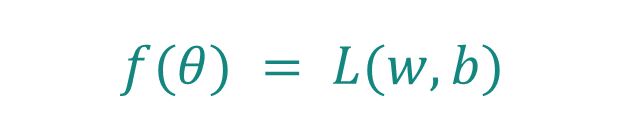 f(θ) = L(w, b)